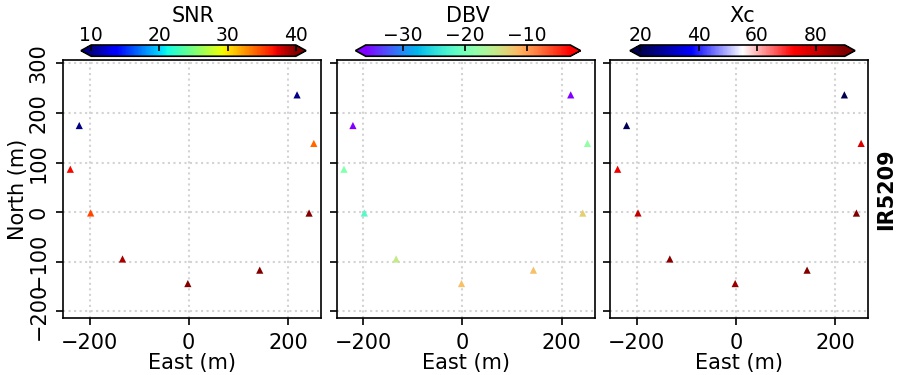 SNR
DBV
Xc
10 20 30 40
−30 −20 −10
20 40 60 80
North (m)
300
200
100
0
−100
−200
IR5209
−200 0 200
−200 0 200
−200 0 200
East (m)
East (m)
East (m)